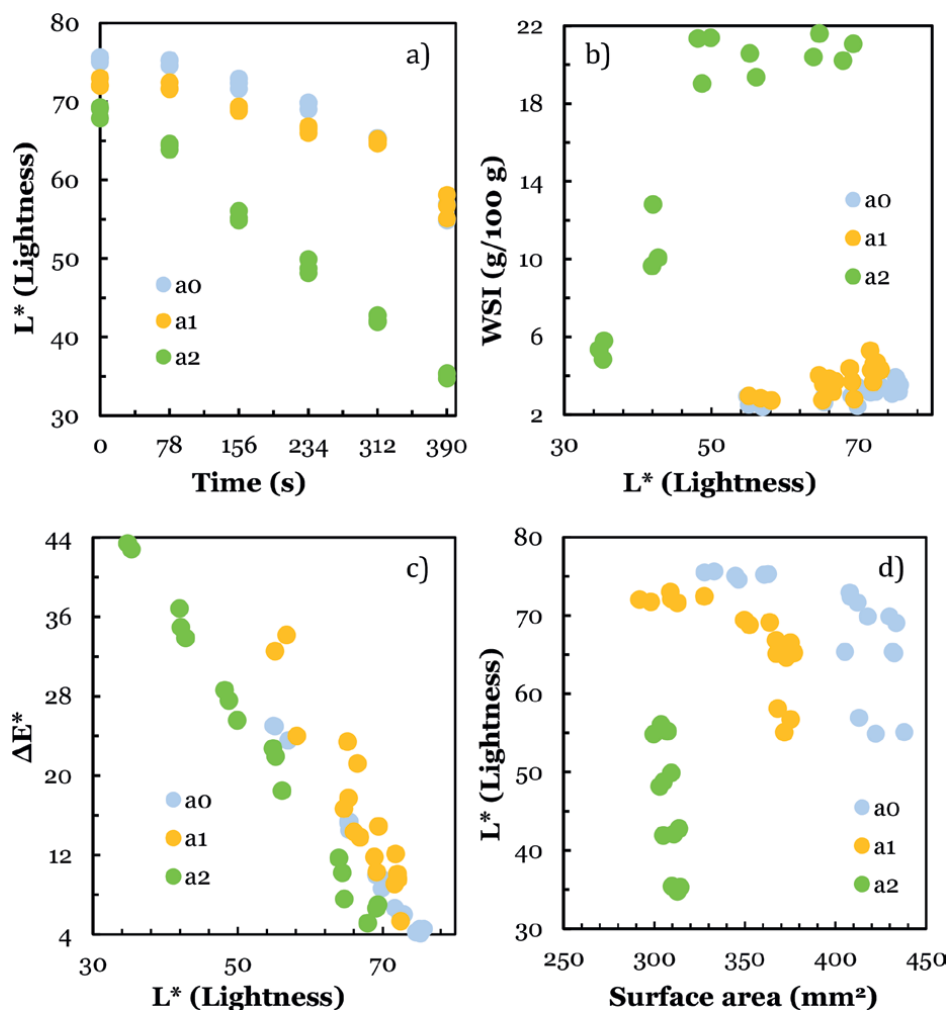 a)
80
70
60
50
40
30
L* (Lightness)
a0
a1
a2
0 78 156 234 312 390
Time (s)
b)
22
18
14
10
6
2
WSI (g/100 g)
a0
a1
a2
30 50 70
L* (Lightness)
c)
44
36
28
20
12
4
ΔE*
a0
a1
a2
30 50 70
L* (Lightness)
d)
80
70
60
50
40
30
L* (Lightness)
a0
a1
a2
250 300 350 400 450
Surface area (mm²)